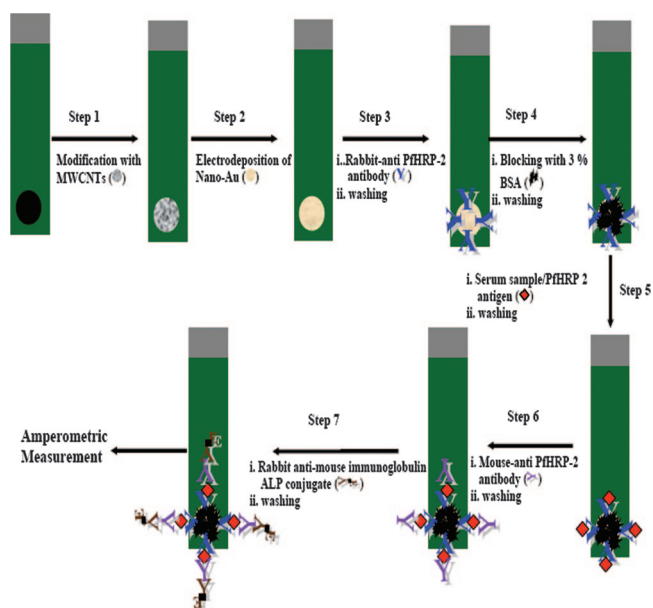 Step 1
Modification with
MWCNTs ( )
Step 2
Electrodeposition of
Nano-Au ( )
Step 3
i..Rabbit-anti PfHRP-2
antibody ( )
ii. washing
Step 4
i. Blocking with 3 %
BSA ( )
ii. washing
i. Serum sample/PfHRP 2
antigen ( )
ii. washing
Step 5
Step 6
i. Mouse-anti PfHRP-2
antibody ( )
ii. washing
Step 7
i. Rabbit anti-mouse immunoglobulin
ALP conjugate ( )
ii. washing
Amperometric
Measurement